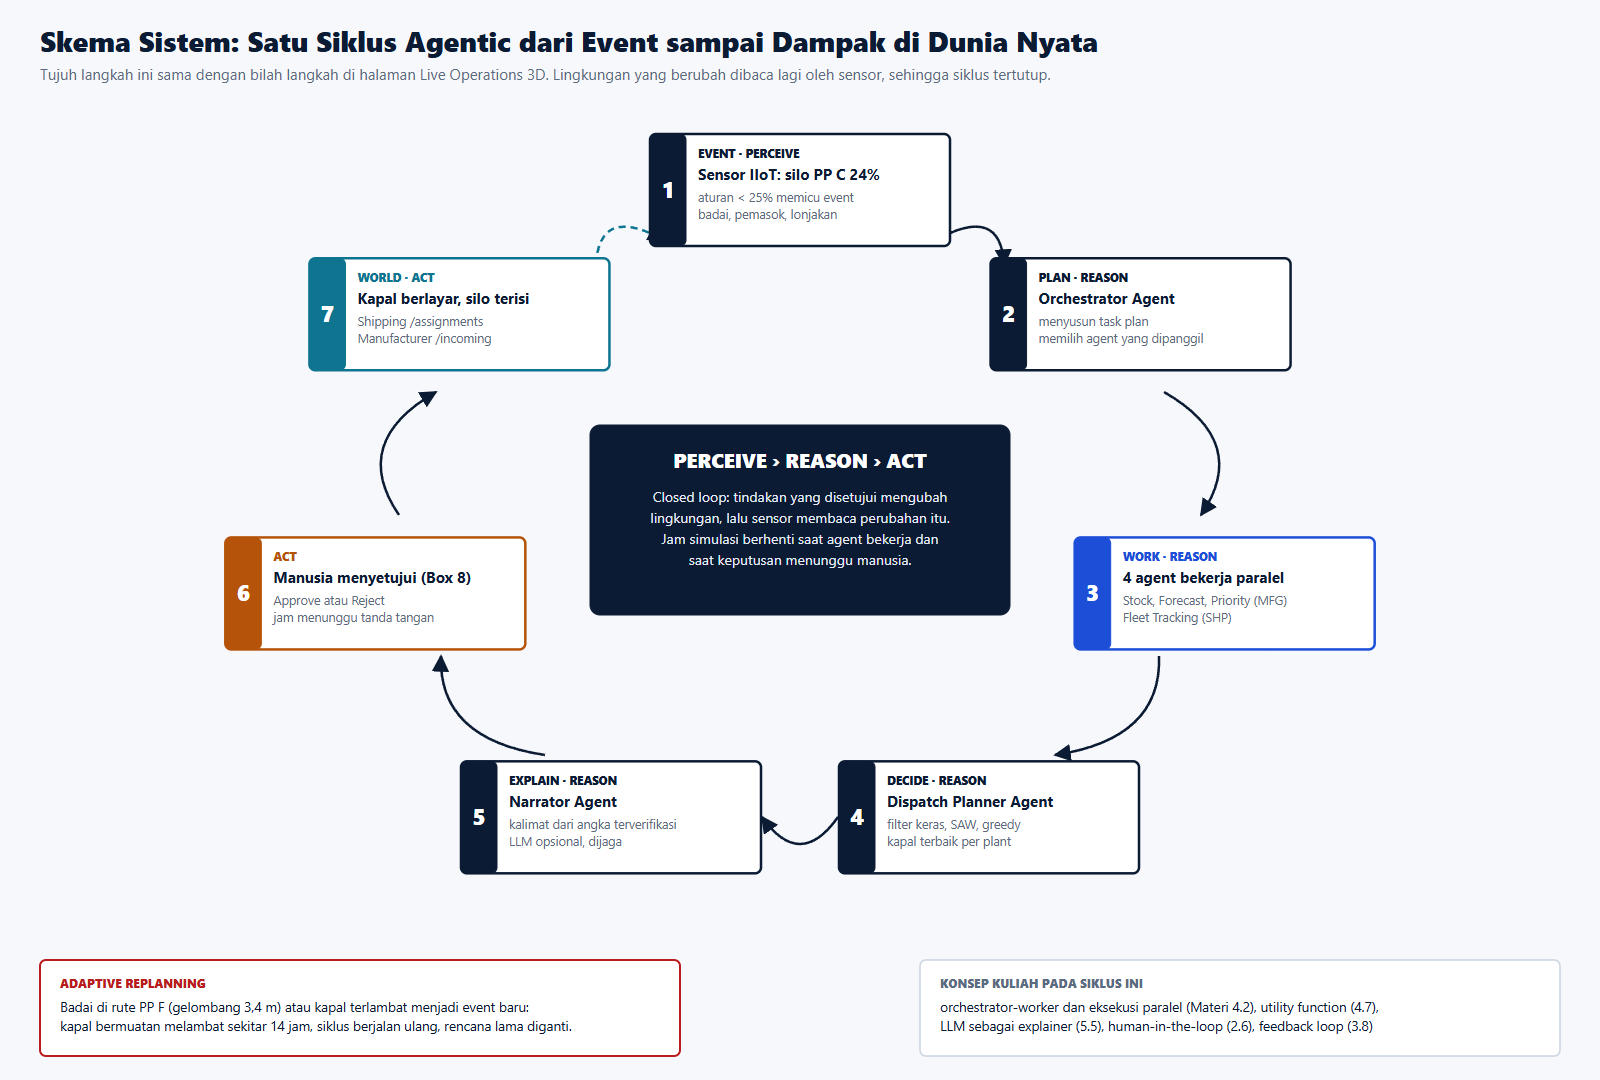 Skema Sistem: Satu Siklus Agentic dari Event sampai Dampak di Dunia Nyata
Tujuh langkah ini sama dengan bilah langkah di halaman Live Operations 3D. Lingkungan yang berubah dibaca lagi oleh sensor, sehingga siklus tertutup.
1
EVENT · PERCEIVE
Sensor IIoT: silo PP C 24%
aturan < 25% memicu event
badai, pemasok, lonjakan
2
PLAN · REASON
Orchestrator Agent
menyusun task plan
memilih agent yang dipanggil
3
WORK · REASON
4 agent bekerja paralel
Stock, Forecast, Priority (MFG)
Fleet Tracking (SHP)
4
DECIDE · REASON
Dispatch Planner Agent
filter keras, SAW, greedy
kapal terbaik per plant
5
EXPLAIN · REASON
Narrator Agent
kalimat dari angka terverifikasi
LLM opsional, dijaga
6
ACT
Manusia menyetujui (Box 8)
Approve atau Reject
jam menunggu tanda tangan
7
WORLD · ACT
Kapal berlayar, silo terisi
Shipping /assignments
Manufacturer /incoming
PERCEIVE › REASON › ACT
Closed loop: tindakan yang disetujui mengubah
lingkungan, lalu sensor membaca perubahan itu.
Jam simulasi berhenti saat agent bekerja dan
saat keputusan menunggu manusia.
ADAPTIVE REPLANNING
Badai di rute PP F (gelombang 3,4 m) atau kapal terlambat menjadi event baru:
kapal bermuatan melambat sekitar 14 jam, siklus berjalan ulang, rencana lama diganti.
KONSEP KULIAH PADA SIKLUS INI
orchestrator-worker dan eksekusi paralel (Materi 4.2), utility function (4.7),
LLM sebagai explainer (5.5), human-in-the-loop (2.6), feedback loop (3.8)